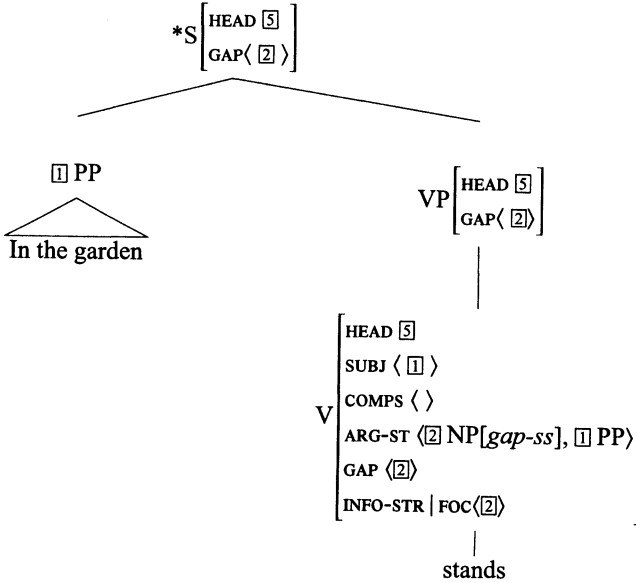 *S[HEAD [5]
GAP⟨ [2] ⟩]
[1] PP
In the garden
VP[HEAD [5]
GAP⟨ [2]⟩]
V[HEAD [5]
SUBJ ⟨ [1] ⟩
COMPS ⟨ ⟩
ARG-ST ⟨[2] NP[gap-ss], [1] PP⟩
GAP ⟨[2]⟩
INFO-STR | FOC⟨[2]⟩]
stands